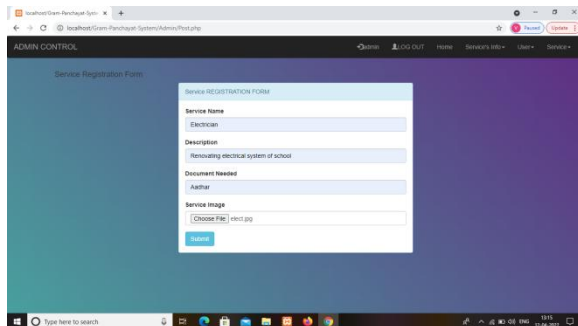 localhost/Gram-Panchayat-Syst
localhost/Gram-Panchayat-System/Admin/Post.php
Paused
Update
ADMIN CONTROL
admin
LOG OUT
Home
Servicer's Info
User
Service
Service Registration Form
Service REGISTRATION FORM
Service Name
Electrician
Description
Renovating electrical system of school
Document Needed
Aadhar
Service Image
Choose File elect.jpg
Submit
Type here to search
ENG
13:15